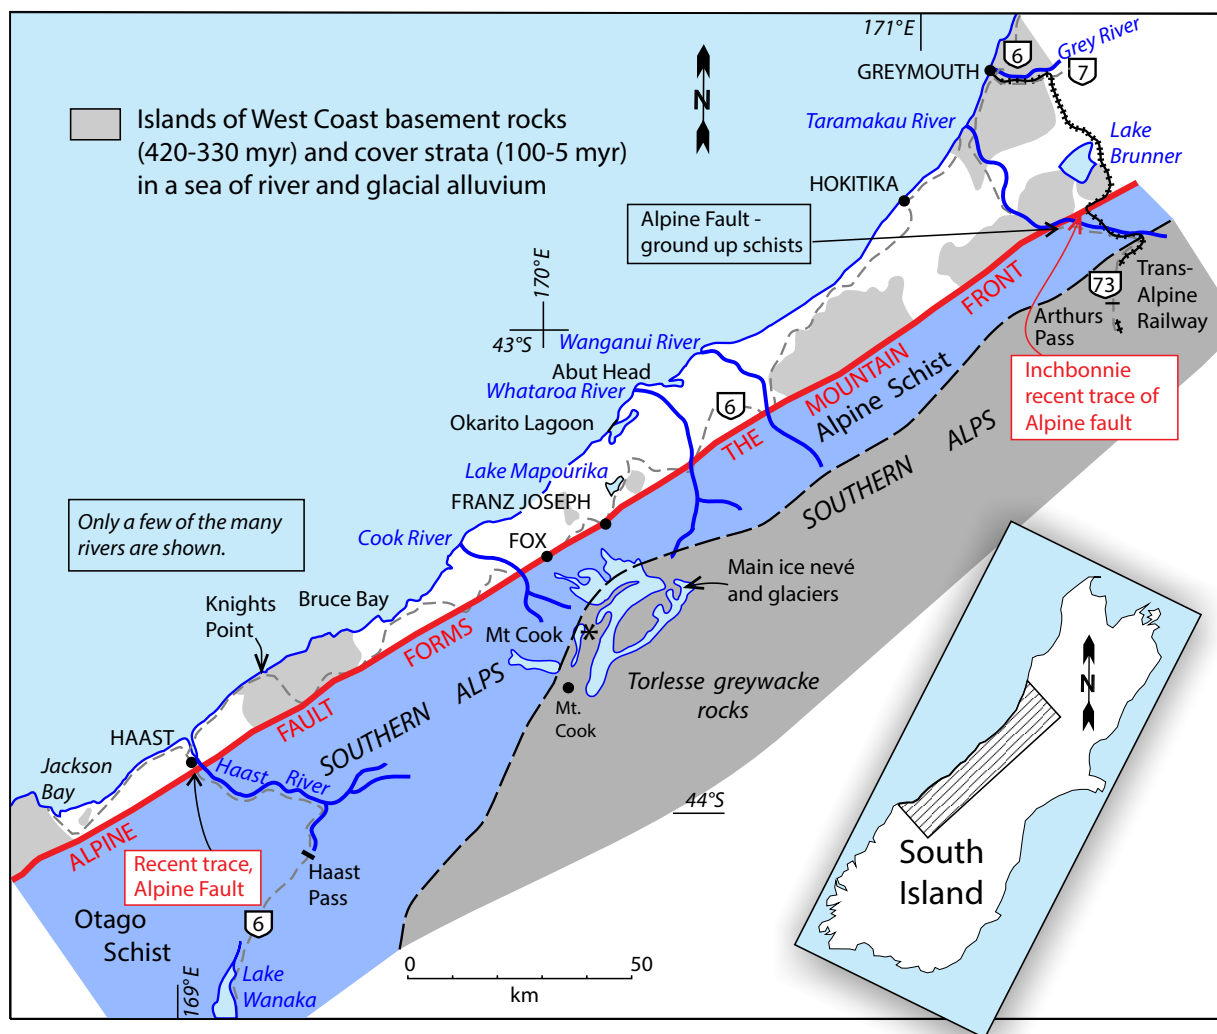 171°E
6
Grey River
GREYMOUTH
7
N
Islands of West Coast basement rocks
(420-330 myr) and cover strata (100-5 myr)
in a sea of river and glacial alluvium
Taramakau River
Lake
Brunner
HOKITIKA
Alpine Fault -
ground up schists
170°E
43°S
73
Trans-
Alpine
Railway
Arthurs
Pass
Wanganui River
Abut Head
Whataroa River
6
Okarito Lagoon
Inchbonnie
recent trace of
Alpine fault
ALPINE FAULT FORMS THE MOUNTAIN FRONT
Alpine Schist
SOUTHERN ALPS
Lake Mapourika
FRANZ JOSEPH
Only a few of the many
rivers are shown.
Cook River
FOX
Main ice nevé
and glaciers
Knights
Point
Bruce Bay
Mt Cook
*
SOUTHERN ALPS
Torlesse greywacke
rocks
Mt.
Cook
N
HAAST
Haast River
Jackson
Bay
44°S
Recent trace,
Alpine Fault
Haast
Pass
South
Island
Otago
Schist
6
Lake
Wanaka
169°E
0 50
km